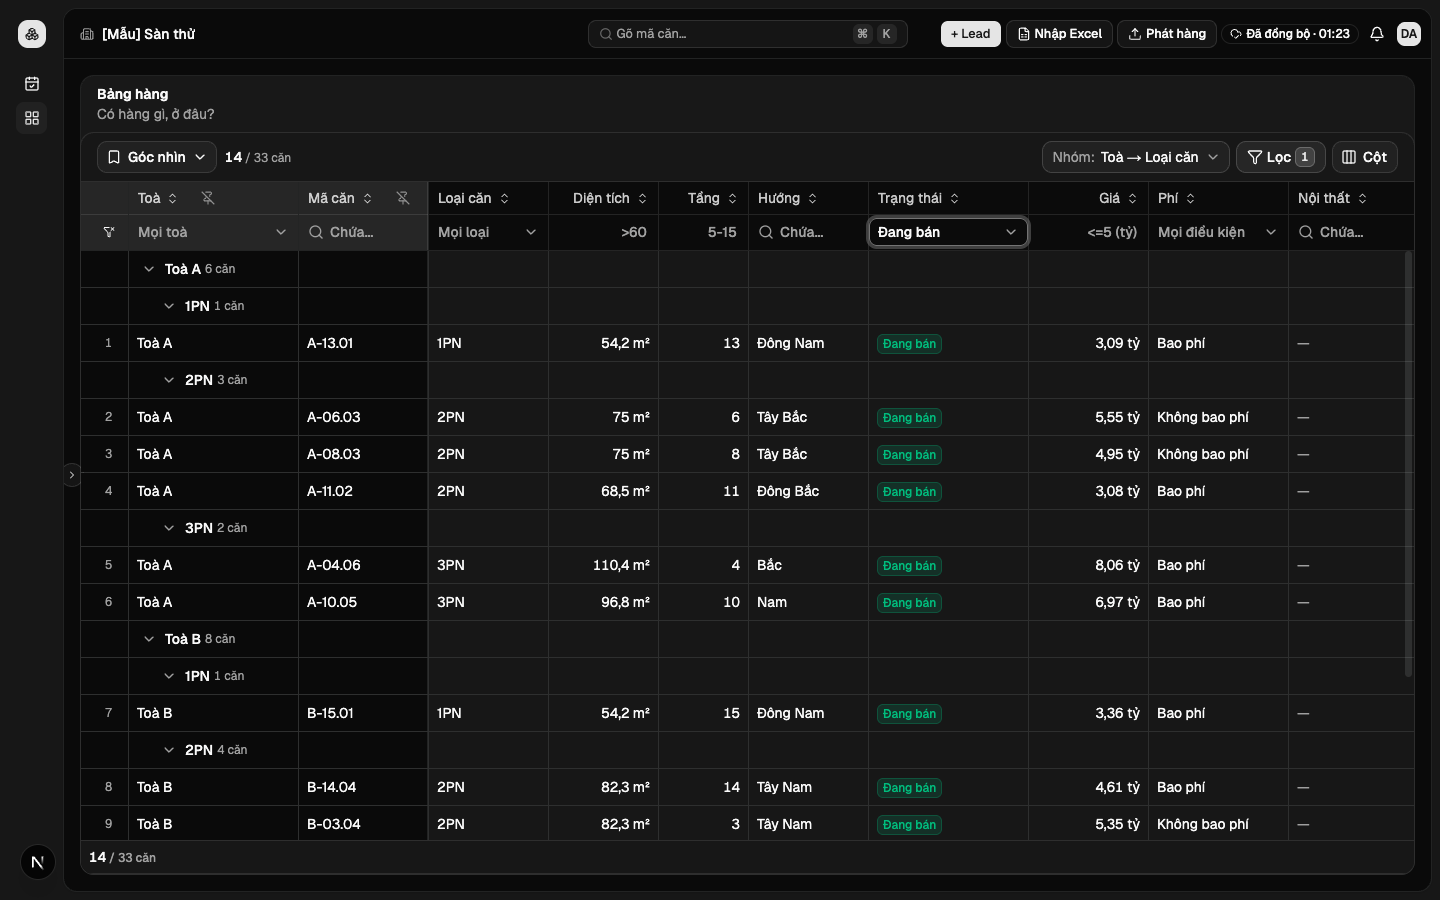 [Mẫu] Sàn thử
Gõ mã căn... ⌘ K
+ Lead
Nhập Excel
Phát hàng
Đã đồng bộ · 01:23
DA
Bảng hàng
Có hàng gì, ở đâu?
Góc nhìn 14 / 33 căn
Nhóm: Toà → Loại căn
Lọc 1
Cột
Toà Mã căn Loại căn Diện tích Tầng Hướng Trạng thái Giá Phí Nội thất
Mọi toà Chứa... Mọi loại >60 5-15 Chứa... Đang bán <=5 (tỷ) Mọi điều kiện Chứa...
Toà A 6 căn
1PN 1 căn
1 Toà A A-13.01 1PN 54,2 m² 13 Đông Nam Đang bán 3,09 tỷ Bao phí —
2PN 3 căn
2 Toà A A-06.03 2PN 75 m² 6 Tây Bắc Đang bán 5,55 tỷ Không bao phí —
3 Toà A A-08.03 2PN 75 m² 8 Tây Bắc Đang bán 4,95 tỷ Không bao phí —
4 Toà A A-11.02 2PN 68,5 m² 11 Đông Bắc Đang bán 3,08 tỷ Bao phí —
3PN 2 căn
5 Toà A A-04.06 3PN 110,4 m² 4 Bắc Đang bán 8,06 tỷ Bao phí —
6 Toà A A-10.05 3PN 96,8 m² 10 Nam Đang bán 6,97 tỷ Bao phí —
Toà B 8 căn
1PN 1 căn
7 Toà B B-15.01 1PN 54,2 m² 15 Đông Nam Đang bán 3,36 tỷ Bao phí —
2PN 4 căn
8 Toà B B-14.04 2PN 82,3 m² 14 Tây Nam Đang bán 4,61 tỷ Bao phí —
9 Toà B B-03.04 2PN 82,3 m² 3 Tây Nam Đang bán 5,35 tỷ Không bao phí —
14 / 33 căn
N